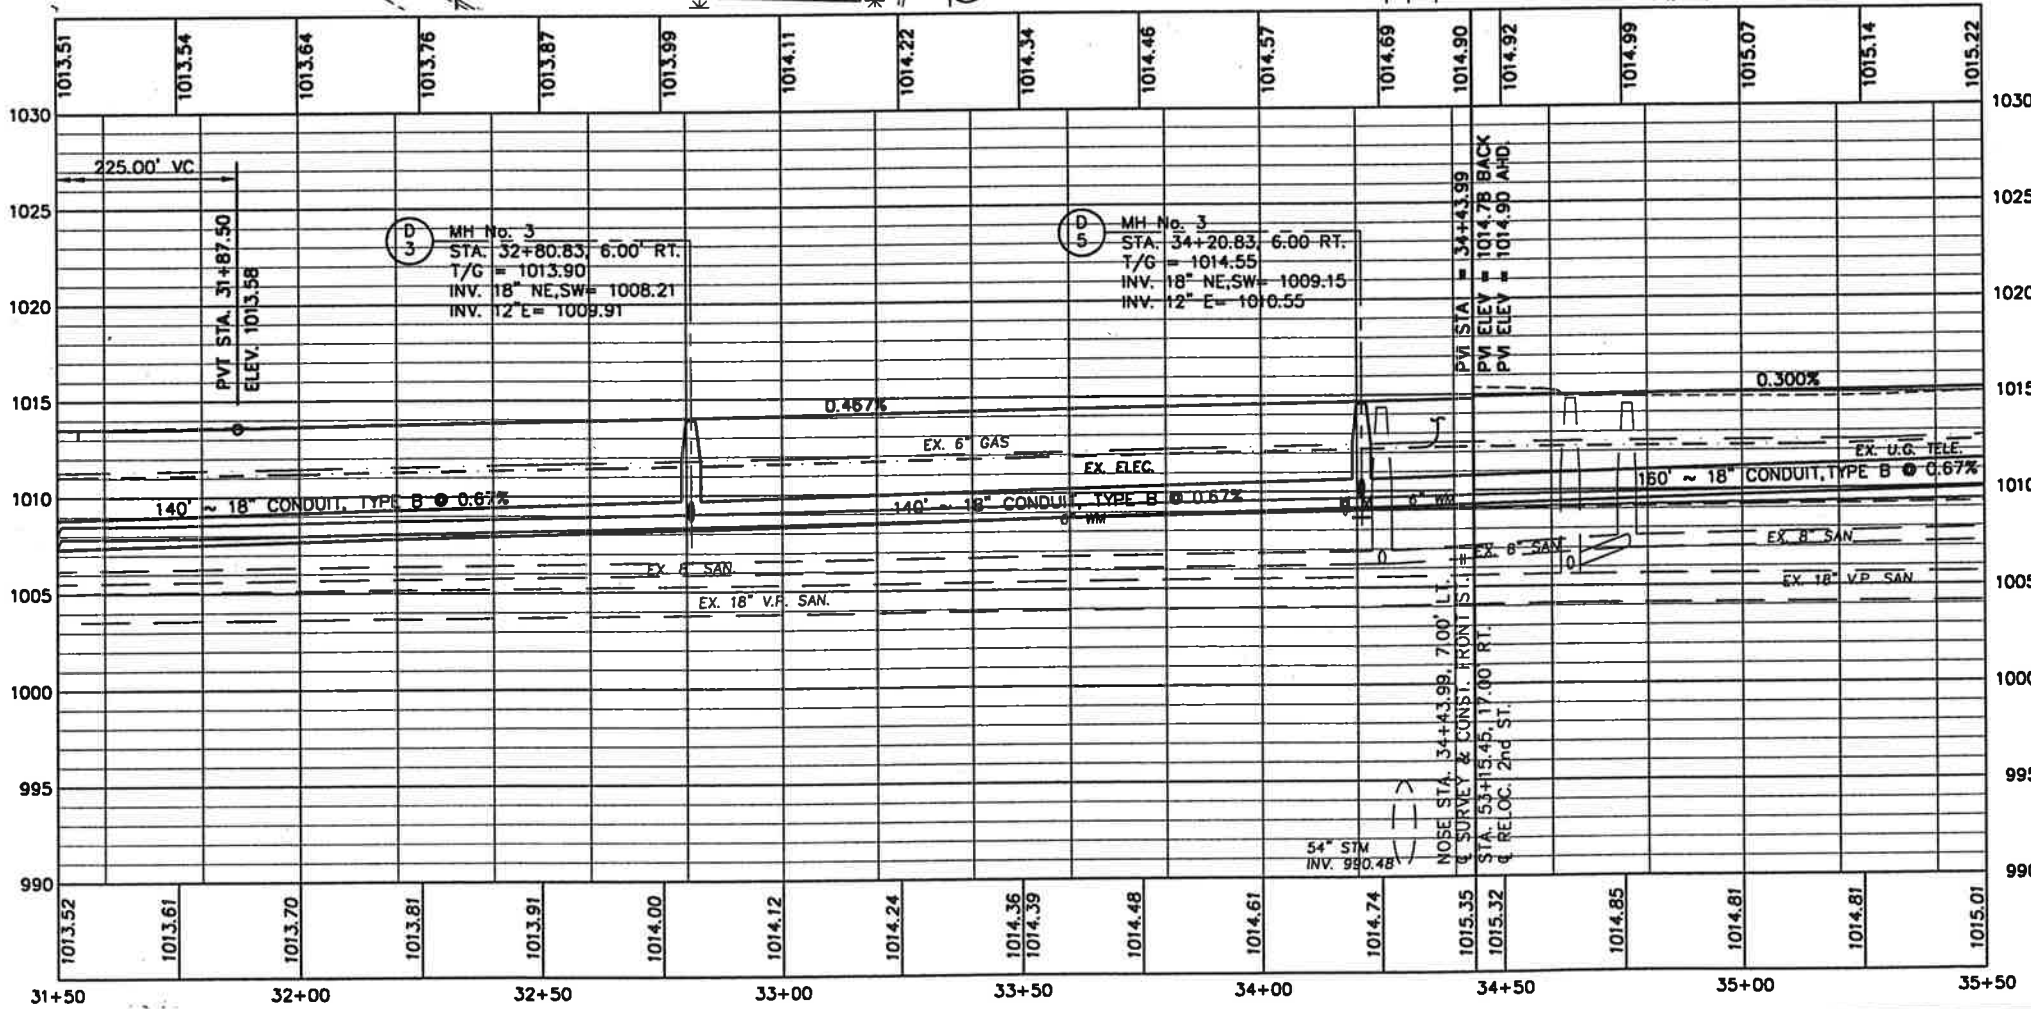 1013.51
1013.54
1013.64
1013.76
1013.87
1013.99
1014.11
1014.22
1014.34
1014.46
1014.57
1014.69
1014.90
1014.92
1014.99
1015.07
1015.14
1015.22
1030
1030
225.00' VC
1025
1025
PVT STA. 31+87.50
ELEV. 1013.58
D
3
MH No. 3
STA. 32+80.83, 6.00' RT.
T/G = 1013.90
INV. 18" NE,SW= 1008.21
INV. 12"E= 1009.91
D
5
MH No. 3
STA. 34+20.83, 6.00 RT.
T/G = 1014.55
INV. 18" NE,SW= 1009.15
INV. 12" E= 1010.55
PVI STA = 34+43.99
PVI ELEV = 1014.78 BACK
PVI ELEV = 1014.90 AHD.
1020
1020
1015
1015
0.467%
0.300%
EX. 6" GAS
EX. ELEC.
EX. U.G. TELE.
1010
1010
140' ~ 18" CONDUIT, TYPE B @ 0.67%
140' ~ 18" CONDUIT, TYPE B @ 0.67%
160' ~ 18" CONDUIT, TYPE B @ 0.67%
6" WM
6" WM
EX. 8" SAN.
EX. 8" SAN.
EX. 8" SAN
EX. 18" V.P. SAN.
EX. 18" V.P. SAN.
1005
1005
1000
1000
995
995
NOSE STA. 34+43.99, 7.00' LT.
℄ SURVEY & CONST. FRONT ST. =
STA. 53+15.45, 17.00' RT.
℄ RELOC. 2nd ST.
54" STM
INV. 990.48
990
990
1013.52
1013.61
1013.70
1013.81
1013.91
1014.00
1014.12
1014.24
1014.36
1014.39
1014.48
1014.61
1014.74
1015.35
1015.32
1014.85
1014.81
1014.81
1015.01
31+50
32+00
32+50
33+00
33+50
34+00
34+50
35+00
35+50